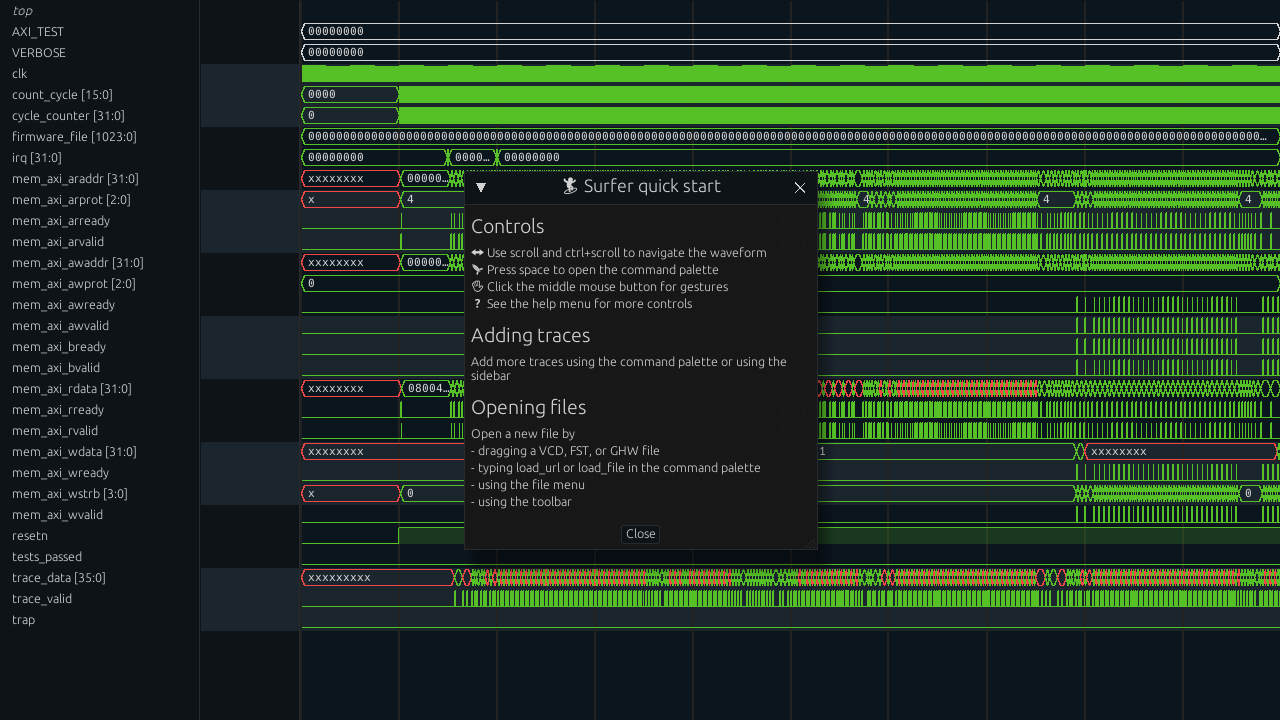 top
AXI_TEST
00000000
VERBOSE
00000000
clk
count_cycle [15:0]
0000
cycle_counter [31:0]
0
firmware_file [1023:0]
irq [31:0]
00000000
0000...
00000000
mem_axi_araddr [31:0]
xxxxxxxx
00000...
mem_axi_arprot [2:0]
x
4
4
4
4
mem_axi_arready
mem_axi_arvalid
mem_axi_awaddr [31:0]
xxxxxxxx
00000...
mem_axi_awprot [2:0]
0
mem_axi_awready
mem_axi_awvalid
mem_axi_bready
mem_axi_bvalid
mem_axi_rdata [31:0]
xxxxxxxx
08004...
mem_axi_rready
mem_axi_rvalid
mem_axi_wdata [31:0]
xxxxxxxx
1
xxxxxxxx
mem_axi_wready
mem_axi_wstrb [3:0]
x
0
0
mem_axi_wvalid
resetn
tests_passed
trace_data [35:0]
xxxxxxxxx
trace_valid
trap
Surfer quick start
Controls
Use scroll and ctrl+scroll to navigate the waveform
Press space to open the command palette
Click the middle mouse button for gestures
? See the help menu for more controls
Adding traces
Add more traces using the command palette or using the
sidebar
Opening files
Open a new file by
- dragging a VCD, FST, or GHW file
- typing load_url or load_file in the command palette
- using the file menu
- using the toolbar
Close